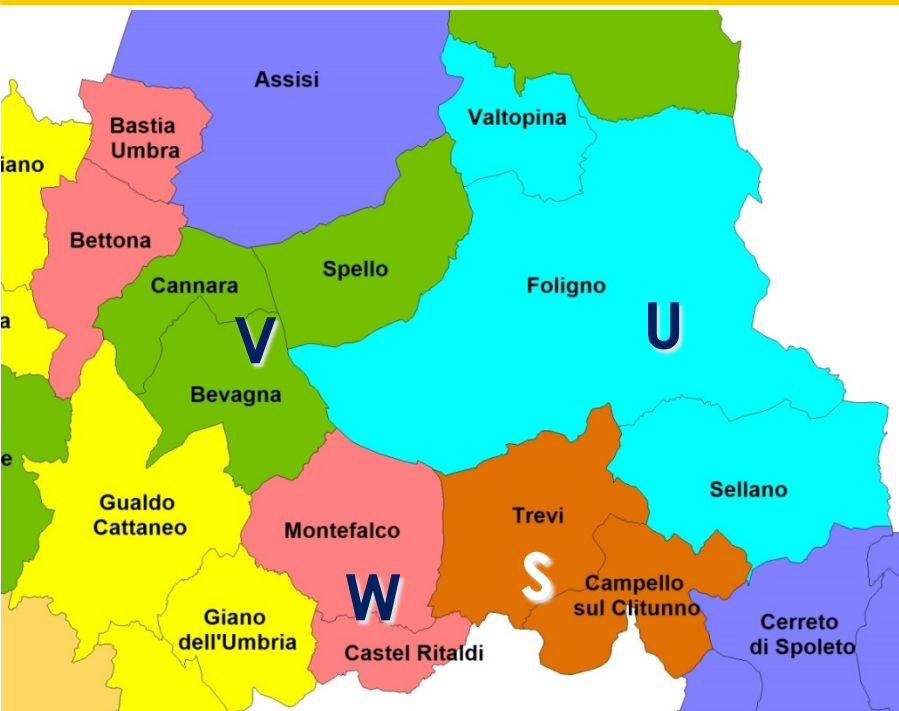 Assisi
Valtopina
Bastia
Umbra
iano
Bettona
Cannara
Spello
Foligno
a
V
U
Bevagna
e
Gualdo
Cattaneo
Montefalco
Trevi
Sellano
S
W
Campello
sul Clitunno
Giano
dell'Umbria
Castel Ritaldi
Cerreto
di Spoleto